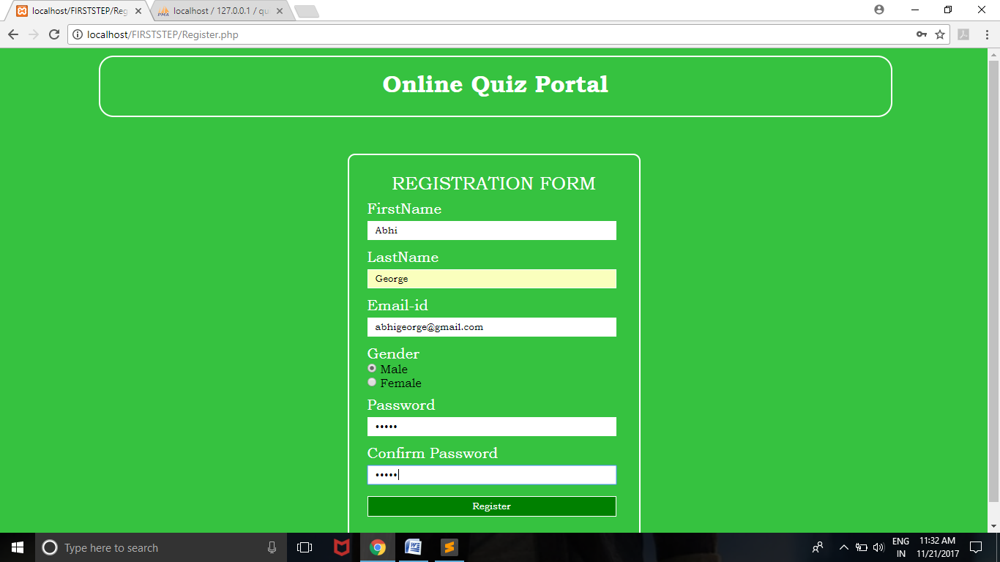 localhost/FIRSTSTEP/Reg
localhost / 127.0.0.1 / qu
localhost/FIRSTSTEP/Register.php
Online Quiz Portal
REGISTRATION FORM
FirstName
Abhi
LastName
George
Email-id
abhigeorge@gmail.com
Gender
Male
Female
Password
•••••
Confirm Password
•••••
Register
Type here to search
ENG
IN
11:32 AM
11/21/2017